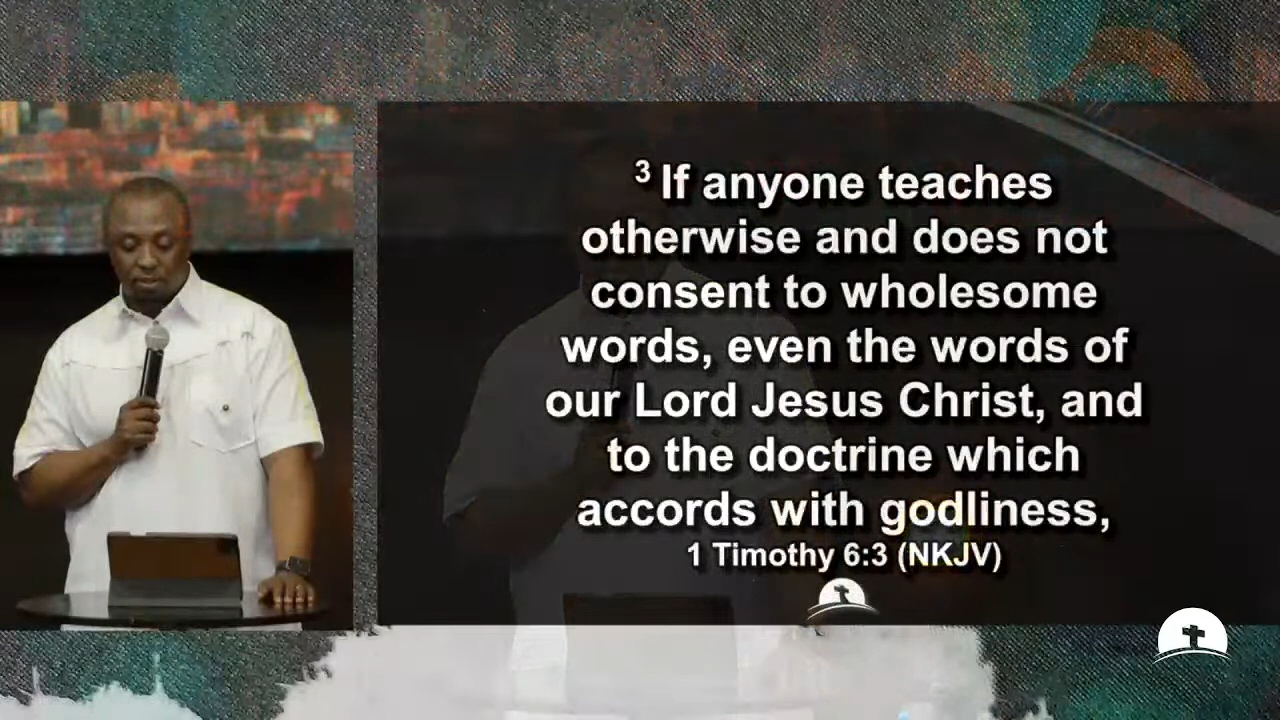 3 If anyone teaches
otherwise and does not
consent to wholesome
words, even the words of
our Lord Jesus Christ, and
to the doctrine which
accords with godliness,
1 Timothy 6:3 (NKJV)